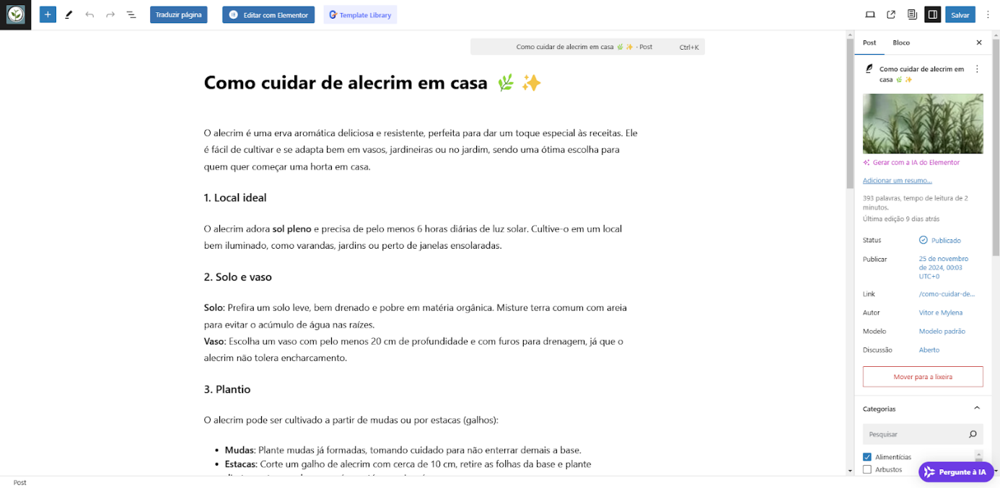 Traduzir página
Editar com Elementor
Template Library
Salvar
Como cuidar de alecrim em casa 🌿 ✨ · Post
Ctrl+K
Como cuidar de alecrim em casa 🌿 ✨
O alecrim é uma erva aromática deliciosa e resistente, perfeita para dar um toque especial às receitas. Ele
é fácil de cultivar e se adapta bem em vasos, jardineiras ou no jardim, sendo uma ótima escolha para
quem quer começar uma horta em casa.
1. Local ideal
O alecrim adora sol pleno e precisa de pelo menos 6 horas diárias de luz solar. Cultive-o em um local
bem iluminado, como varandas, jardins ou perto de janelas ensolaradas.
2. Solo e vaso
Solo: Prefira um solo leve, bem drenado e pobre em matéria orgânica. Misture terra comum com areia
para evitar o acúmulo de água nas raízes.
Vaso: Escolha um vaso com pelo menos 20 cm de profundidade e com furos para drenagem, já que o
alecrim não tolera encharcamento.
3. Plantio
O alecrim pode ser cultivado a partir de mudas ou por estacas (galhos):
• Mudas: Plante mudas já formadas, tomando cuidado para não enterrar demais a base.
• Estacas: Corte um galho de alecrim com cerca de 10 cm, retire as folhas da base e plante
Post
Bloco
Como cuidar de alecrim em
casa 🌿 ✨
Gerar com a IA do Elementor
Adicionar um resumo...
393 palavras, tempo de leitura de 2
minutos.
Última edição 9 dias atrás
Status
Publicado
Publicar
25 de novembro
de 2024, 00:03
UTC+0
Link
/como-cuidar-de...
Autor
Vitor e Mylena
Modelo
Modelo padrão
Discussão
Aberto
Mover para a lixeira
Categorias
Pesquisar
Alimentícias
Arbustos
Pergunte à IA
Post